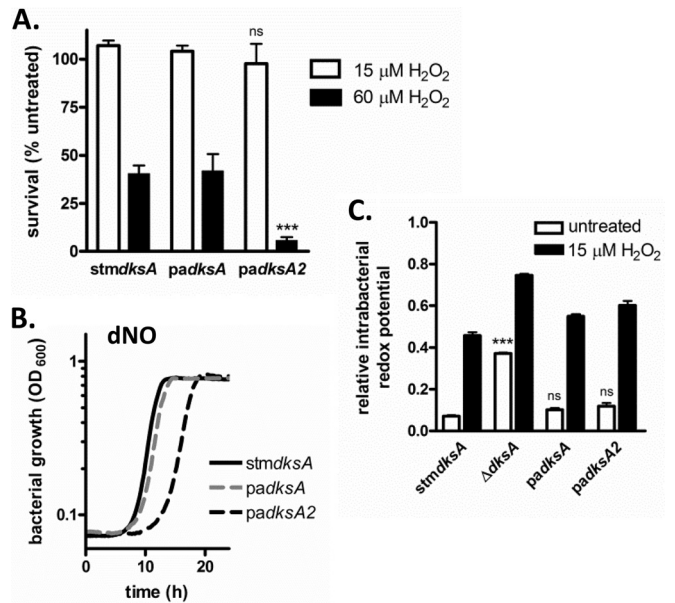 A.
ns
100
75
50
25
0
survival (% untreated)
***
stmdksA padksA padksA2
15 μM H₂O₂
60 μM H₂O₂
B.
dNO
bacterial growth (OD₆₀₀)
1
0.1
stmdksA
padksA
padksA2
0 10 20
time (h)
C.
untreated
15 μM H₂O₂
relative intrabacterial
redox potential
1.0
0.8
0.6
0.4
0.2
0.0
***
ns
ns
stmdksA
ΔdksA
padksA
padksA2